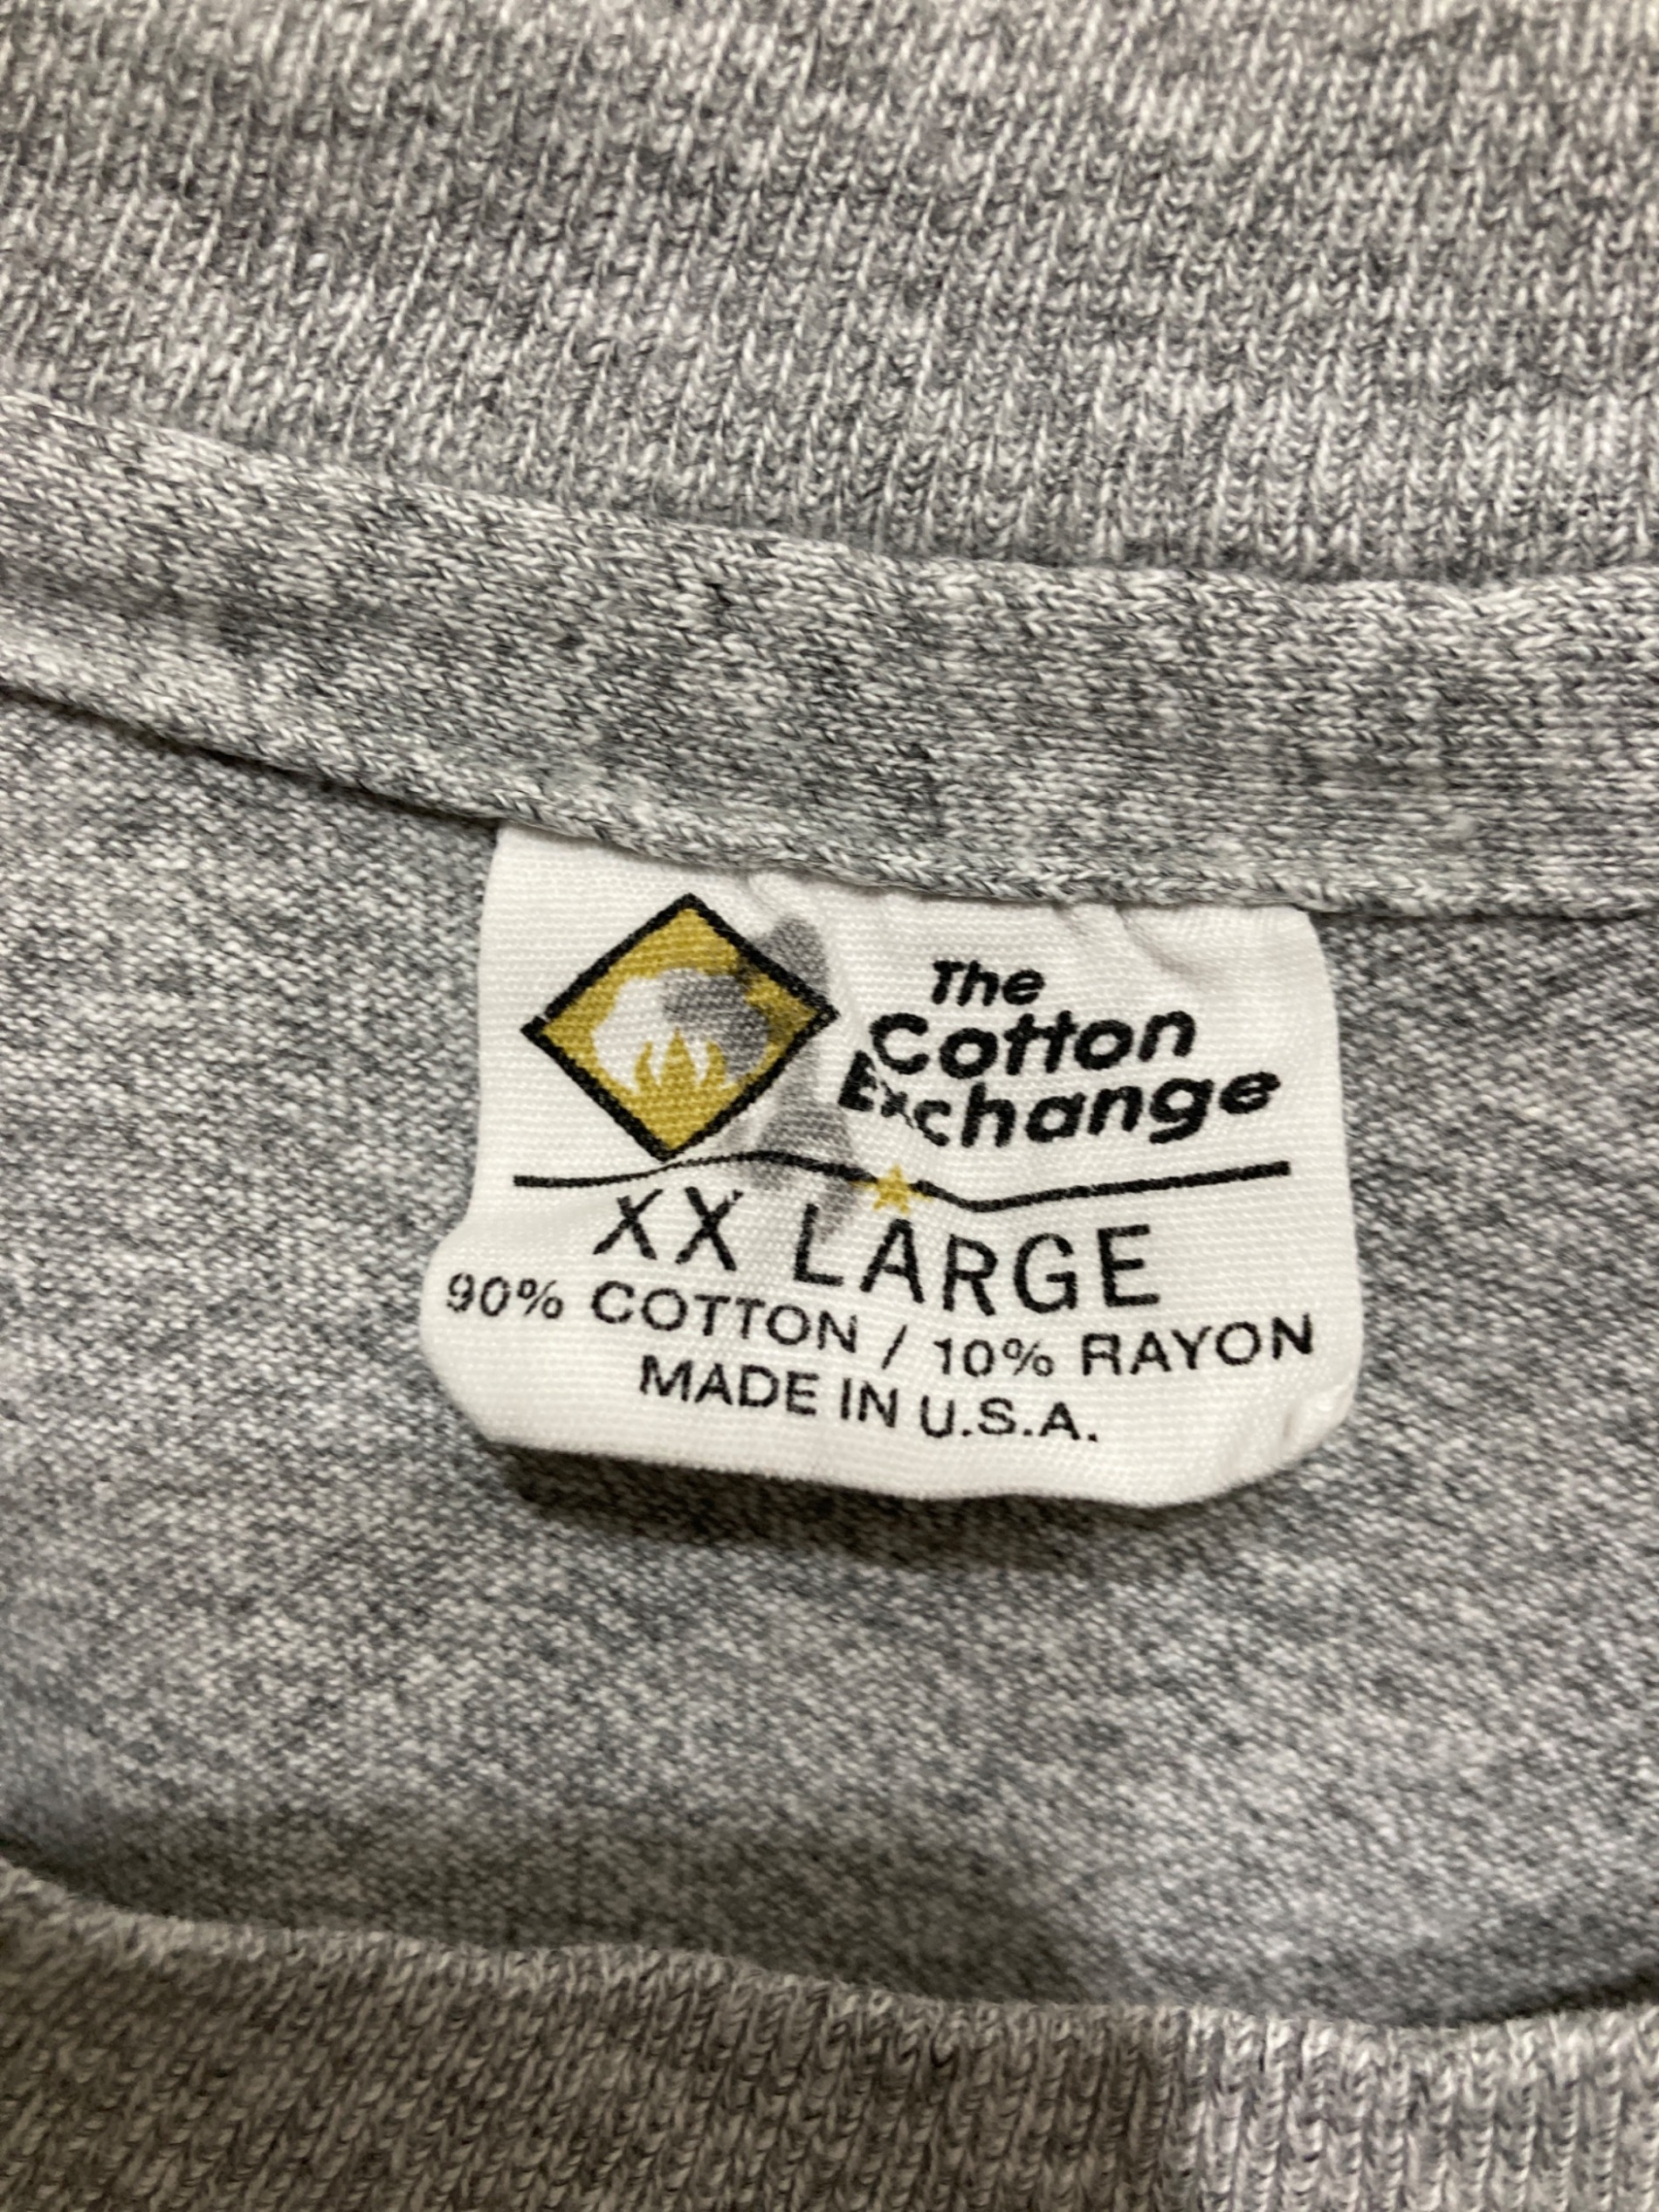 The
Cotton
Exchange
XX LARGE
90% COTTON / 10% RAYON
MADE IN U.S.A.